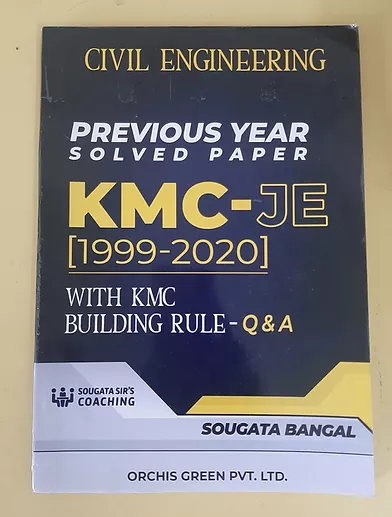 CIVIL ENGINEERING
PREVIOUS YEAR
SOLVED PAPER
KMC-JE
[1999-2020]
WITH KMC
BUILDING RULE - Q & A
SOUGATA SIR'S
COACHING
SOUGATA BANGAL
ORCHIS GREEN PVT. LTD.